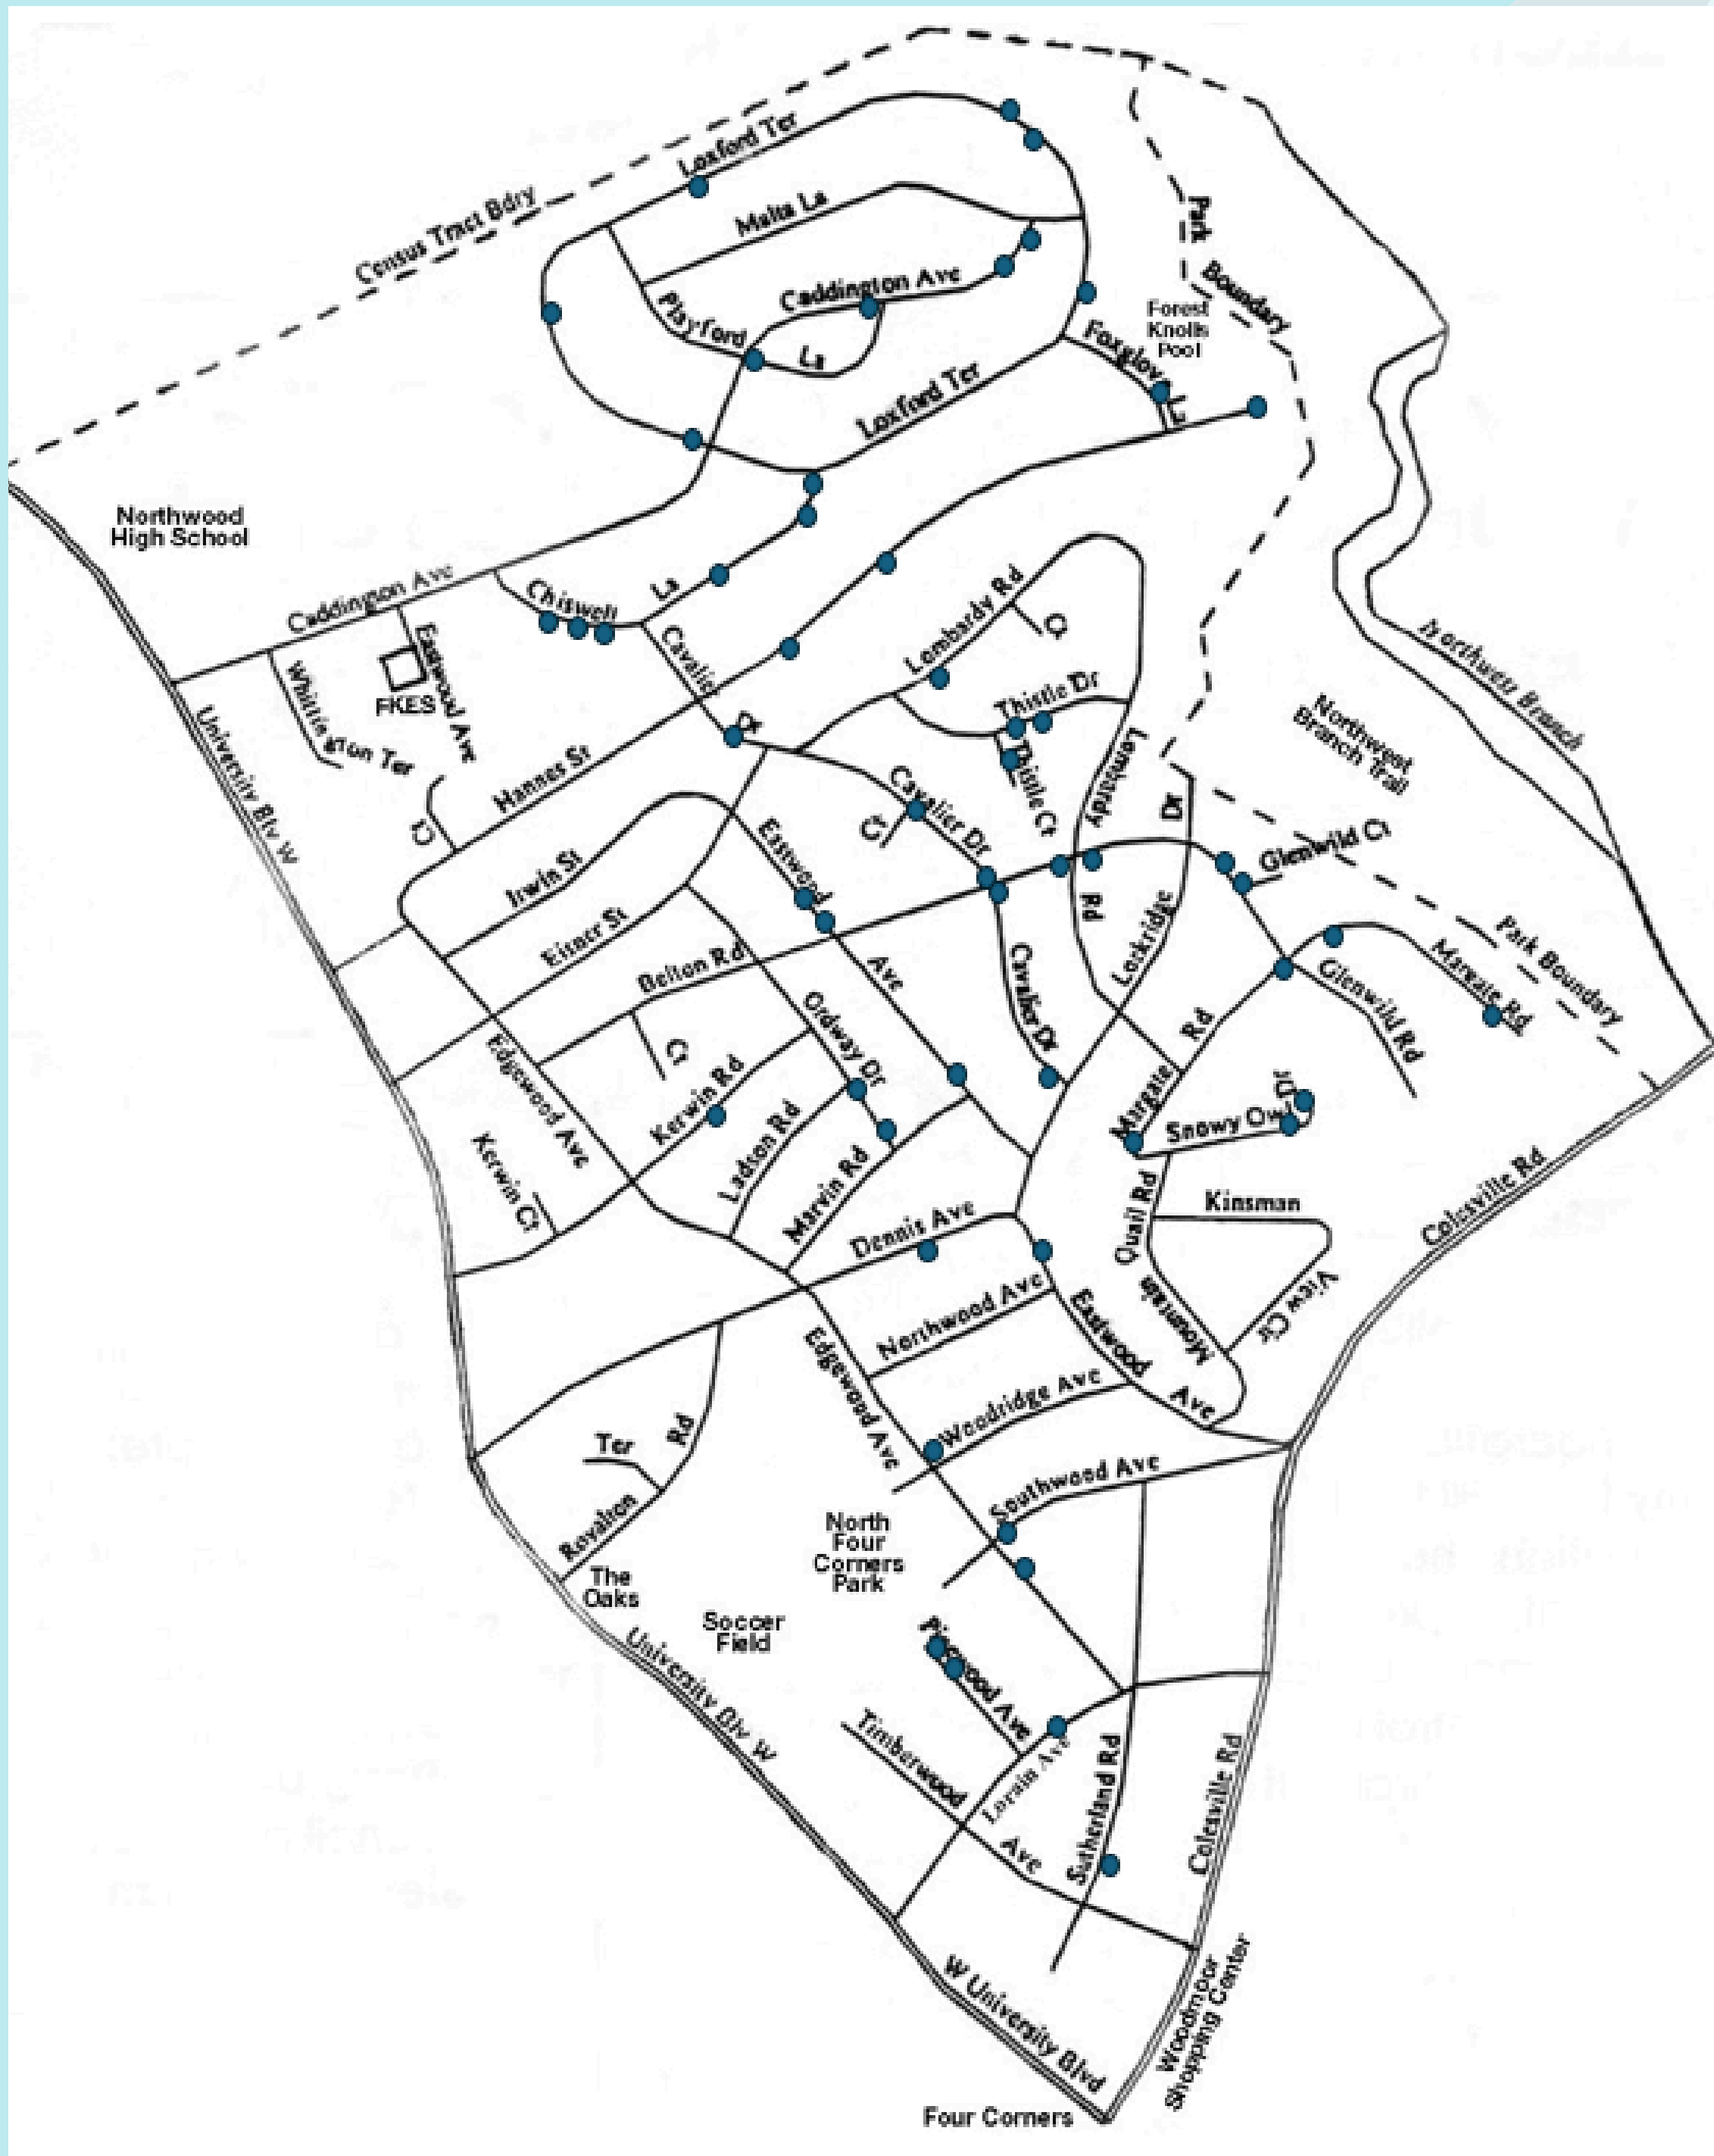 Loxford Ter
Census Tract Bdry
Malta La
Park
Boundary
Caddington Ave
Playford
La
Forest
Knolls
Pool
Foxglove
La
Loxford Ter
Northwood
High School
Caddington Ave
Chiswell
La
Lombardy Rd
Ct
Cavalier
Dr
Eastwood Ave
FKES
Whittington Ter
Thistle Dr
Thistle Ct
Northwest Branch
Northwest
Branch Trail
University Blv W
Hannes St
Ct
Cavalier Dr
Ct
Lombardy
Rd
Dr
Lockridge
Glenwild Ct
Irwin St
Eastwood
Ave
Eisner St
Belton Rd
Park Boundary
Margate Rd
Glenwild Rd
Cavalier Dr
Ordway Dr
Ct
Edgewood Ave
Kerwin Rd
Rd
Margate
Snowy Owl
Dr
Kerwin Ct
Ladson Rd
Marvin Rd
Colesville Rd
Quail Rd
Kinsman
Dennis Ave
View Cir
Mountain
Northwood Ave
Eastwood
Ave
Edgewood Ave
Woodridge Ave
Ter
Rd
Royalton
Southwood Ave
The
Oaks
North
Four
Corners
Park
Soccer
Field
University Blv W
Pinewood Ave
Timberwood
Ave
Lorain Ave
Sutherland Rd
Colesville Rd
W University Blvd
Woodmoor
Shopping Center
Four Corners